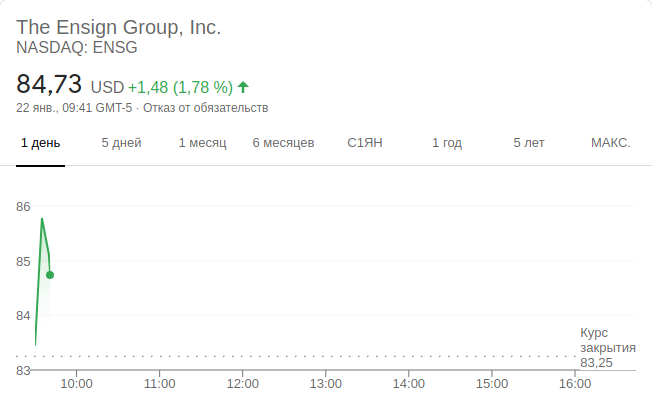 The Ensign Group, Inc.
NASDAQ: ENSG
84,73 USD +1,48 (1,78 %)
22 янв., 09:41 GMT-5 · Отказ от обязательств
1 день 5 дней 1 месяц 6 месяцев С1ЯН 1 год 5 лет МАКС.
86
85
84
Курс
закрытия
83,25
83
10:00 11:00 12:00 13:00 14:00 15:00 16:00